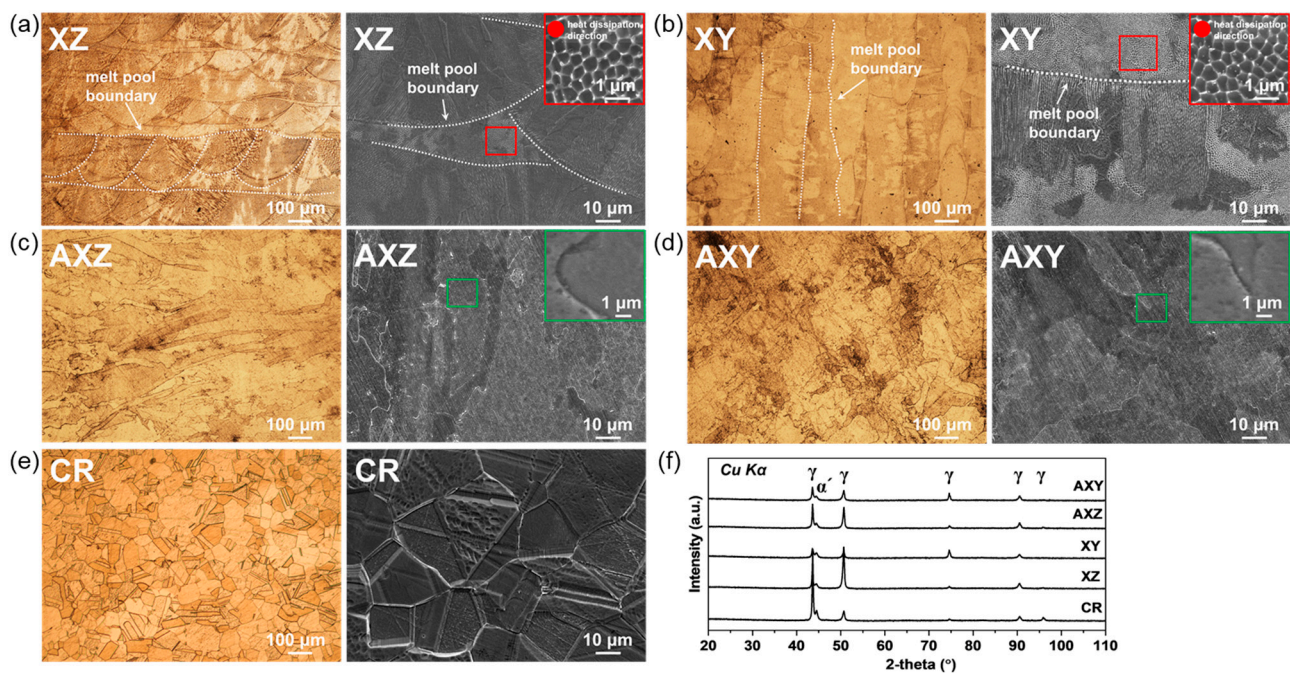 (a)
XZ
melt pool
boundary
100 μm
XZ
melt pool
boundary
10 μm
heat dissipation
direction
1 μm
(b)
XY
melt pool
boundary
100 μm
XY
melt pool
boundary
10 μm
heat dissipation
direction
1 μm
(c)
AXZ
100 μm
AXZ
1 μm
10 μm
(d)
AXY
100 μm
AXY
1 μm
10 μm
(e)
CR
100 μm
CR
10 μm
(f)
Cu Kα
γ γ γ γ γ
α´
AXY
AXZ
XY
XZ
CR
Intensity (a.u.)
20 30 40 50 60 70 80 90 100 110
2-theta (°)